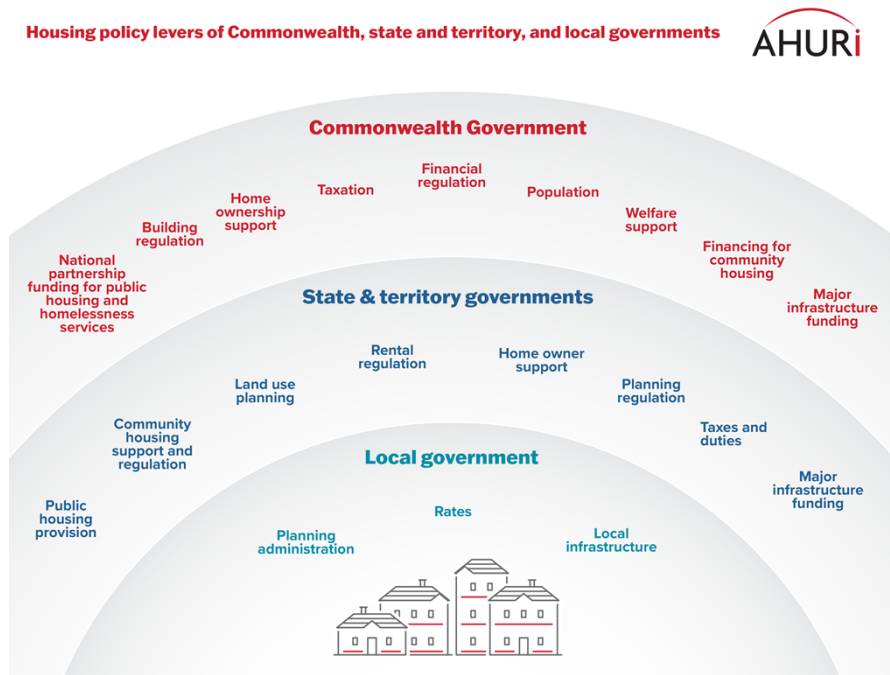 Housing policy levers of Commonwealth, state and territory, and local governments
AHURi
Commonwealth Government
National
partnership
funding for public
housing and
homelessness
services
Building
regulation
Home
ownership
support
Taxation
Financial
regulation
Population
Welfare
support
Financing for
community
housing
Major
infrastructure
funding
State & territory governments
Public
housing
provision
Community
housing
support and
regulation
Land use
planning
Rental
regulation
Home owner
support
Planning
regulation
Taxes and
duties
Major
infrastructure
funding
Local government
Planning
administration
Rates
Local
infrastructure